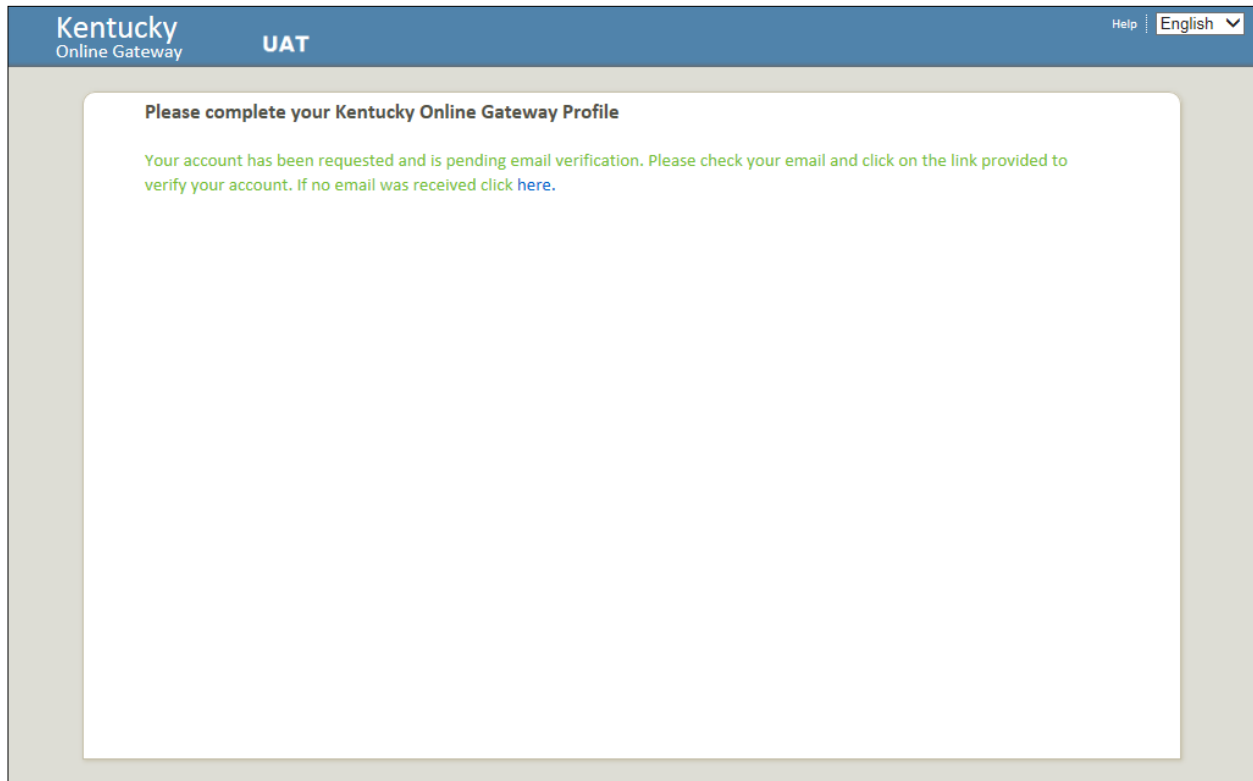 Kentucky
Online Gateway
UAT
Help
English
Please complete your Kentucky Online Gateway Profile
Your account has been requested and is pending email verification. Please check your email and click on the link provided to
verify your account. If no email was received click here.